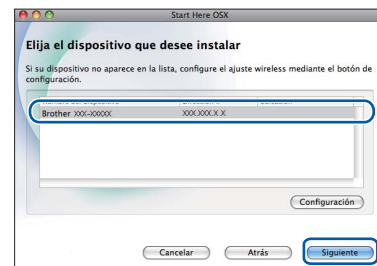 Start Here OSX
Elija el dispositivo que desee instalar
Si su dispositivo no aparece en la lista, configure el ajuste wireless mediante el botón de
configuración.
Brother XXX-XXXXX XXX.XXX.X.X
Configuración
Cancelar Atrás Siguiente